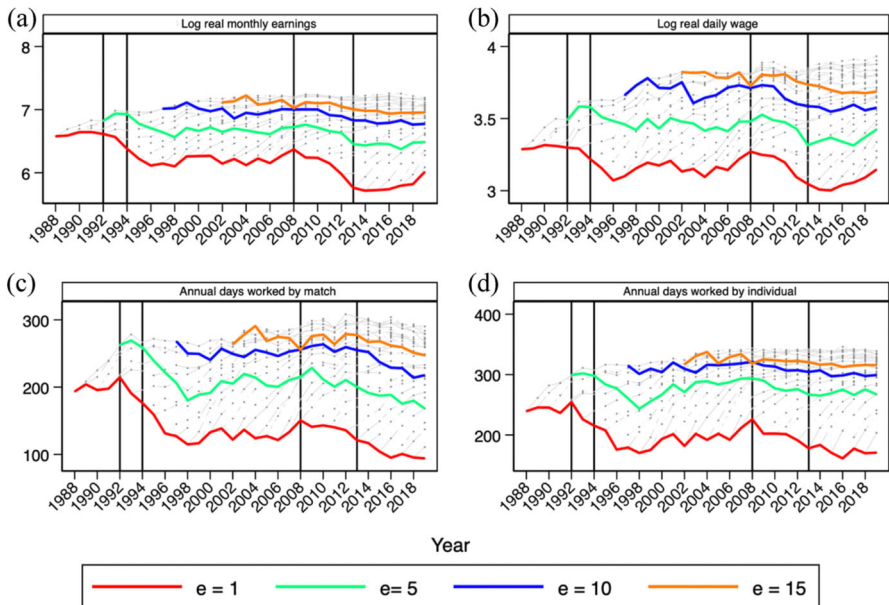 (a)
Log real monthly earnings
8
7
6
1988 1990 1992 1994 1996 1998 2000 2002 2004 2006 2008 2010 2012 2014 2016 2018
(b)
Log real daily wage
4
3.5
3
1988 1990 1992 1994 1996 1998 2000 2002 2004 2006 2008 2010 2012 2014 2016 2018
(c)
Annual days worked by match
300
200
100
1988 1990 1992 1994 1996 1998 2000 2002 2004 2006 2008 2010 2012 2014 2016 2018
(d)
Annual days worked by individual
400
300
200
1988 1990 1992 1994 1996 1998 2000 2002 2004 2006 2008 2010 2012 2014 2016 2018
Year
e = 1 e= 5 e = 10 e = 15